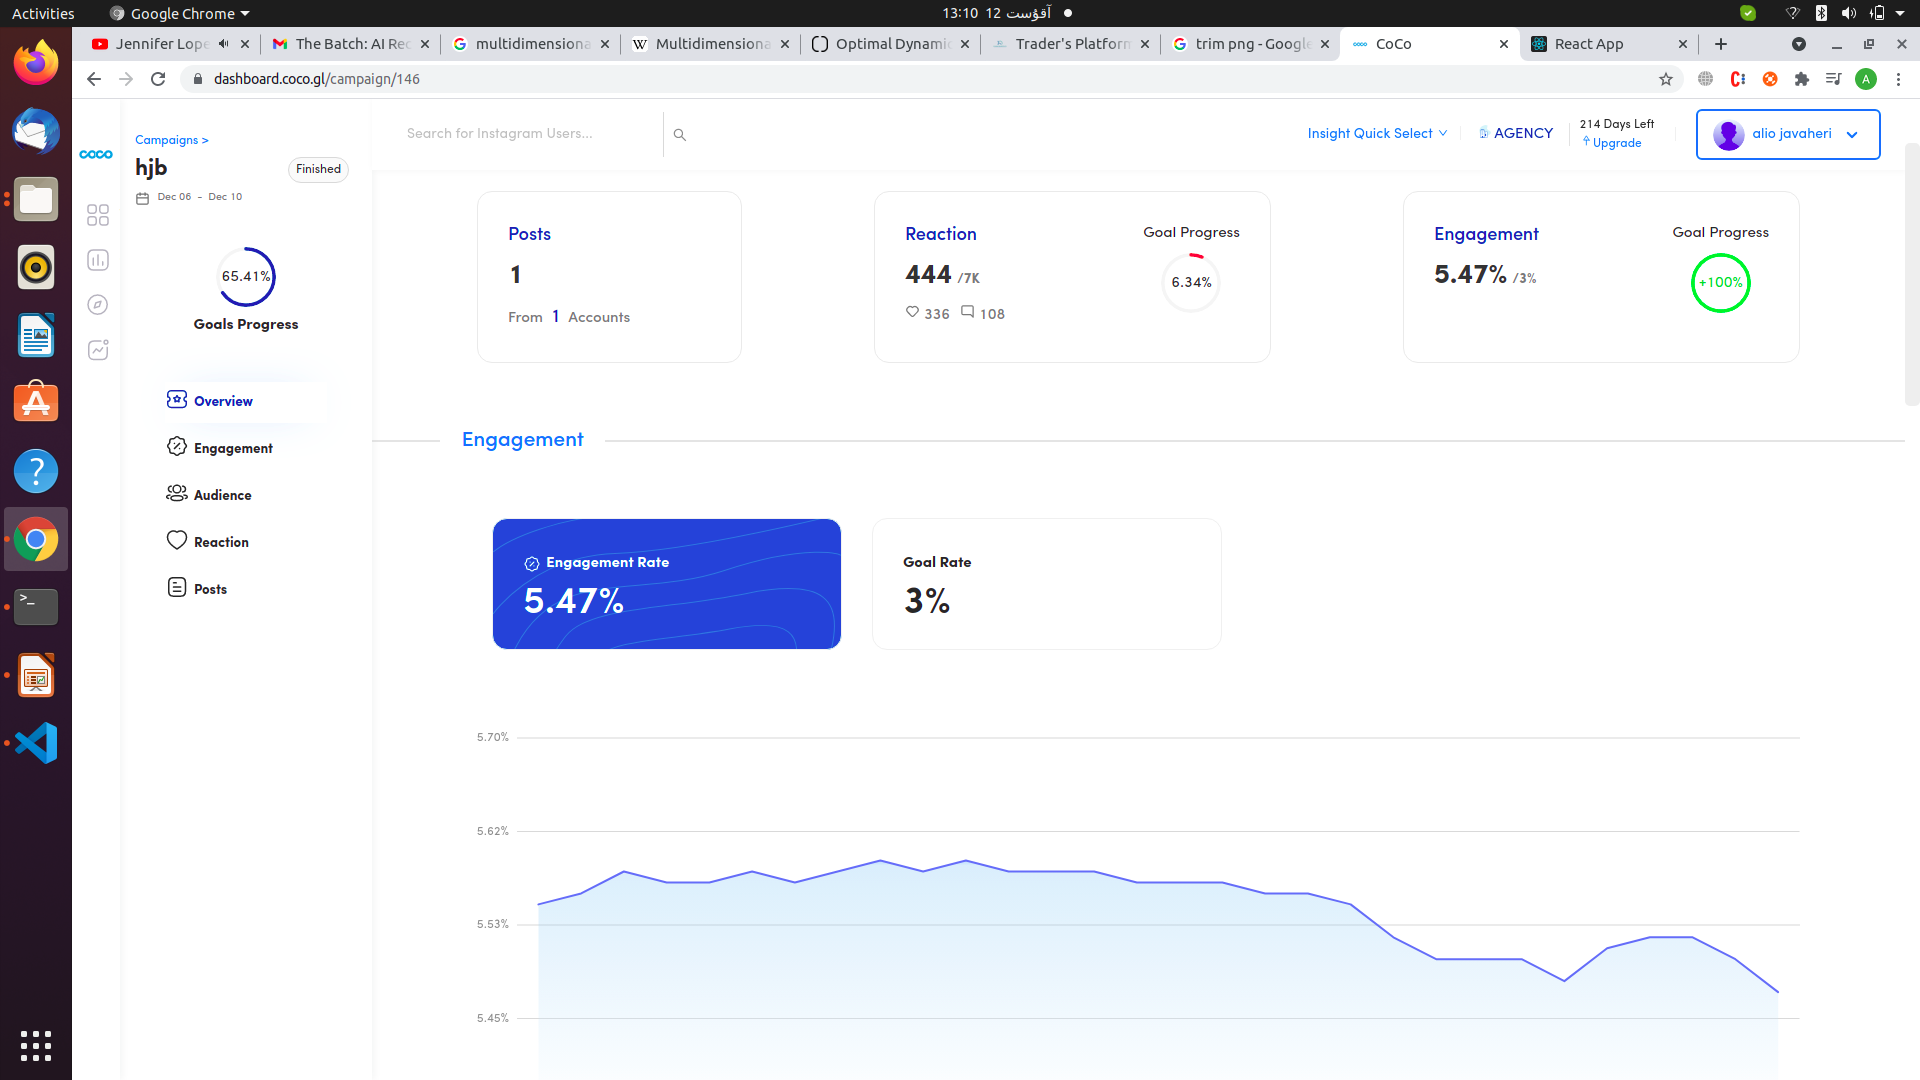 Activities
Google Chrome
13:10 12 آقۇست
Jennifer Lope
The Batch: AI Rec
multidimensiona
Multidimensiona
Optimal Dynamic
Trader's Platform
trim png - Google
CoCo
React App
dashboard.coco.gl/campaign/146
A
Campaigns >
hjb
Finished
Dec 06 - Dec 10
65.41%
Goals Progress
Overview
Engagement
Audience
Reaction
Posts
Search for Instagram Users...
Insight Quick Select
AGENCY
214 Days Left
Upgrade
alio javaheri
Posts
1
From 1 Accounts
Reaction
444 /7K
336 108
Goal Progress
6.34%
Engagement
5.47% /3%
Goal Progress
+100%
Engagement
Engagement Rate
5.47%
Goal Rate
3%
5.70%
5.62%
5.53%
5.45%